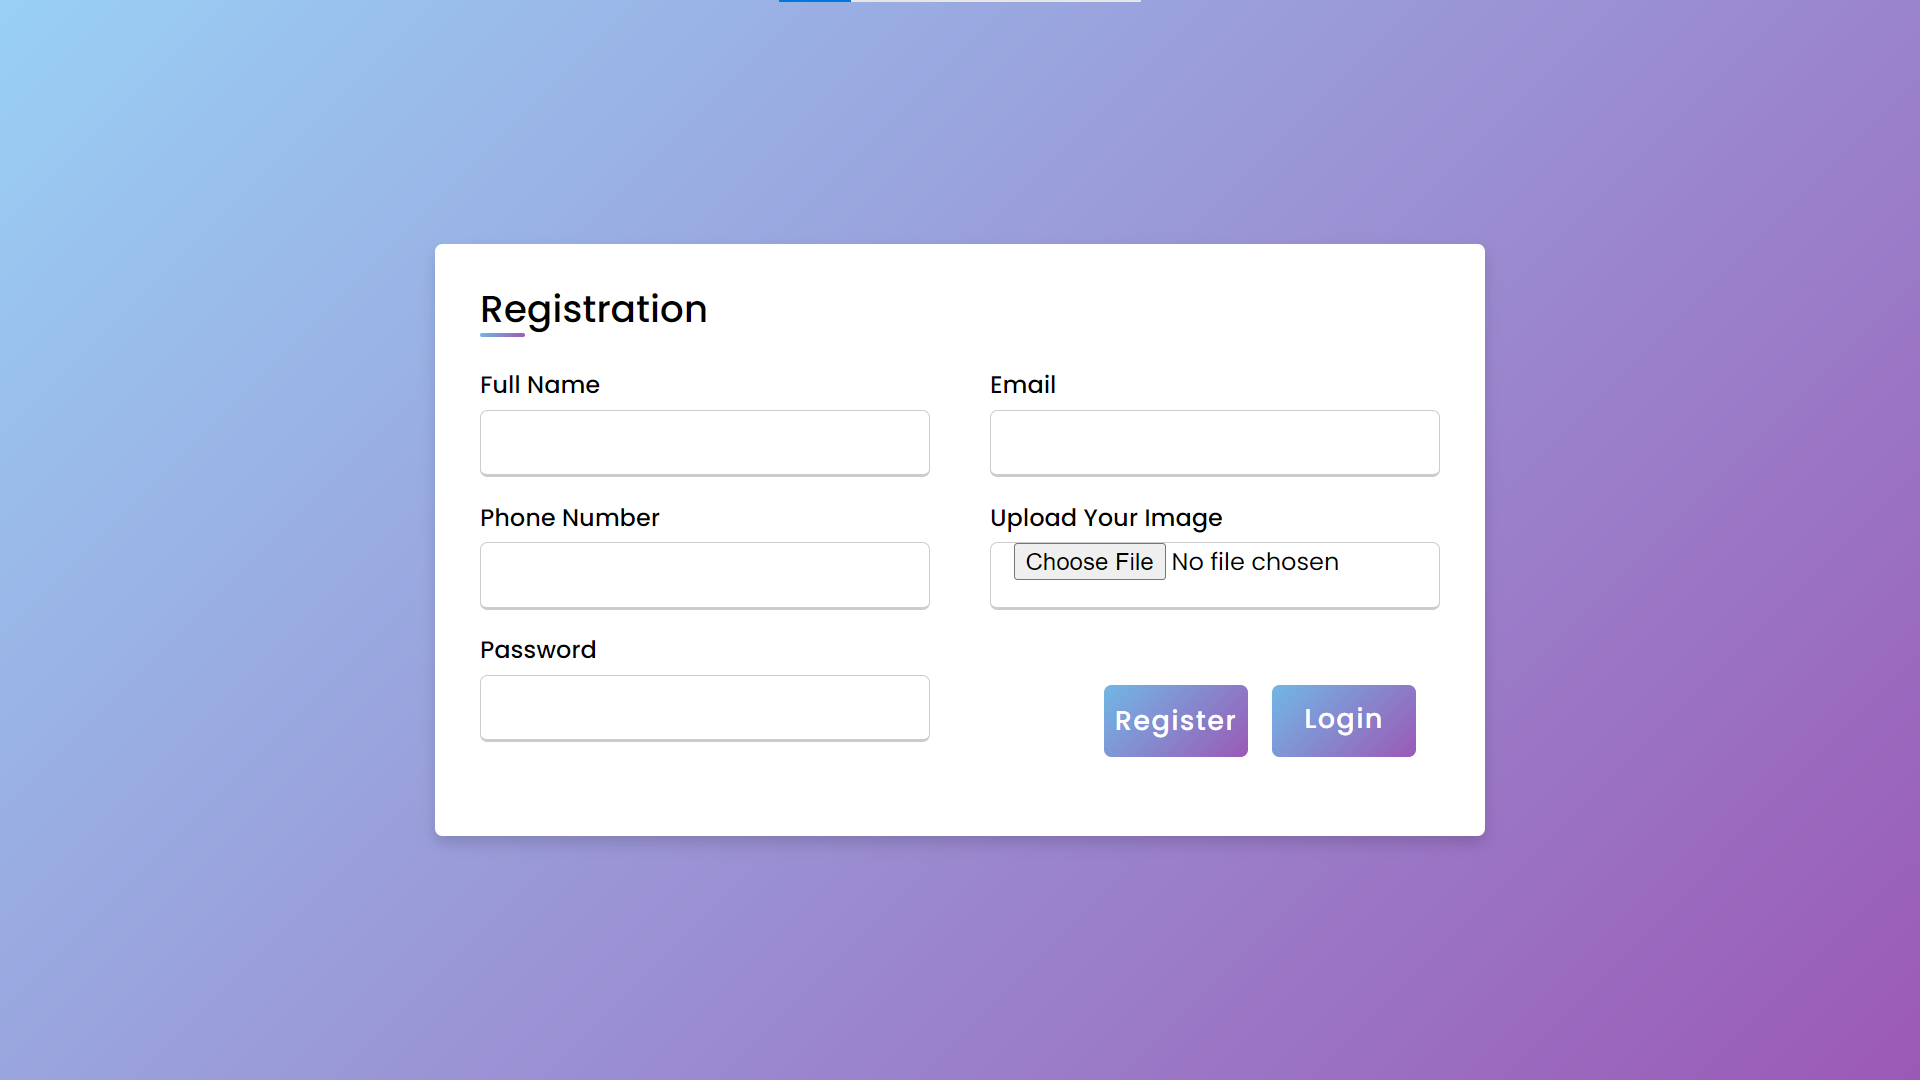 Registration
Full Name
Email
Phone Number
Upload Your Image
Choose File No file chosen
Password
Register
Login